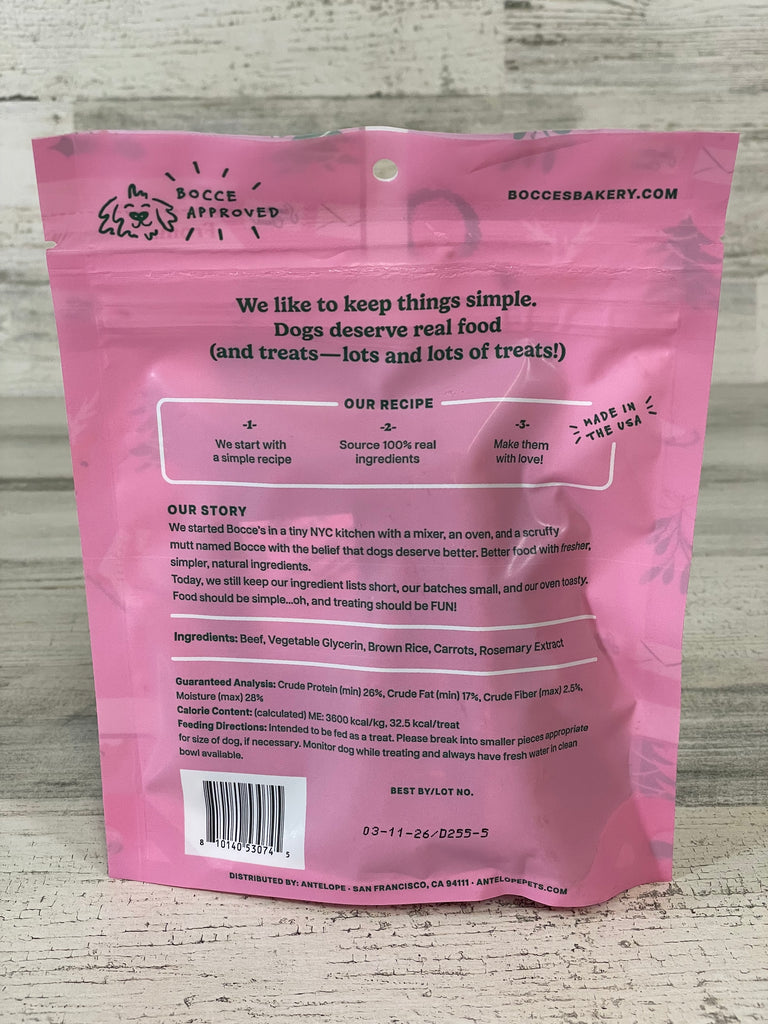 BOCCE
APPROVED
BOCCESBAKERY.COM
We like to keep things simple.
Dogs deserve real food
(and treats—lots and lots of treats!)
OUR RECIPE
-1-
We start with
a simple recipe
-2-
Source 100% real
ingredients
-3-
Make them
with love!
MADE IN
THE USA
OUR STORY
We started Bocce's in a tiny NYC kitchen with a mixer, an oven, and a scruffy
mutt named Bocce with the belief that dogs deserve better. Better food with fresher,
simpler, natural ingredients.
Today, we still keep our ingredient lists short, our batches small, and our oven toasty.
Food should be simple...oh, and treating should be FUN!
Ingredients: Beef, Vegetable Glycerin, Brown Rice, Carrots, Rosemary Extract
Guaranteed Analysis: Crude Protein (min) 26%, Crude Fat (min) 17%, Crude Fiber (max) 2.5%,
Moisture (max) 28%
Calorie Content: (calculated) ME: 3600 kcal/kg, 32.5 kcal/treat
Feeding Directions: Intended to be fed as a treat. Please break into smaller pieces appropriate
for size of dog, if necessary. Monitor dog while treating and always have fresh water in clean
bowl available.
BEST BY/LOT NO.
03-11-26/D255-5
8 10140 53074 5
DISTRIBUTED BY: ANTELOPE · SAN FRANCISCO, CA 94111 · ANTELOPEPETS.COM